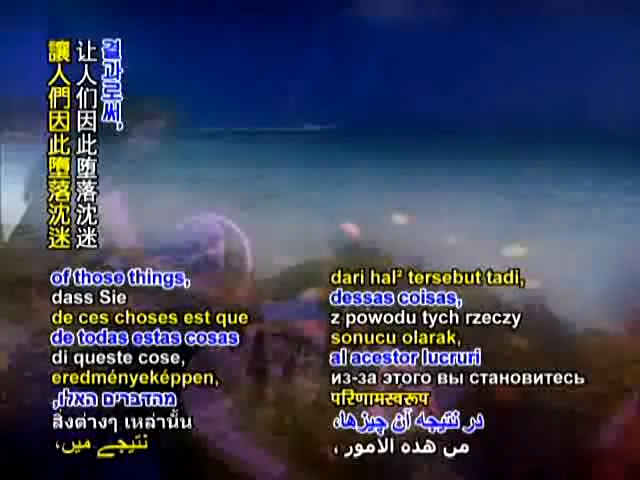 讓人們因此墮落沈迷
让人们因此堕落沈迷
결과로써,
of those things,
dass Sie
de ces choses est que
de todas estas cosas
di queste cose,
eredményeképpen,
מהדברים האלו,
สิ่งต่างๆ เหล่านั้น
نتیجے میں،
dari hal² tersebut tadi,
dessas coisas,
z powodu tych rzeczy
sonucu olarak,
al acestor lucruri
из-за этого вы становитесь
परिणामस्वरूप
در نتیجه آن چیزها،
من هذه الأمور ،